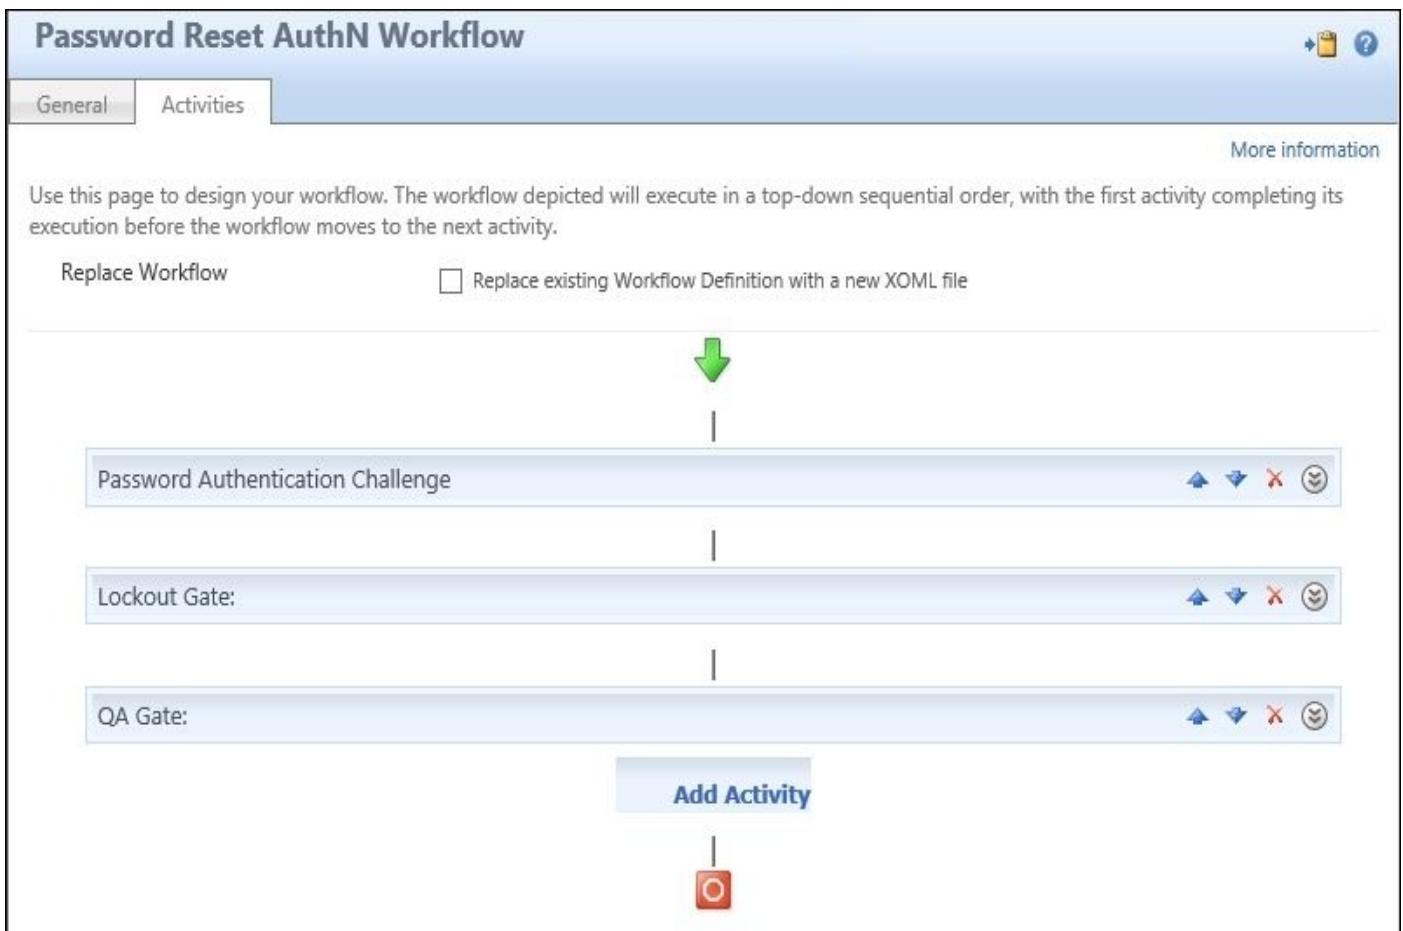 Password Reset AuthN Workflow
General
Activities
More information
Use this page to design your workflow. The workflow depicted will execute in a top-down sequential order, with the first activity completing its
execution before the workflow moves to the next activity.
Replace Workflow
Replace existing Workflow Definition with a new XOML file
Password Authentication Challenge
Lockout Gate:
QA Gate:
Add Activity